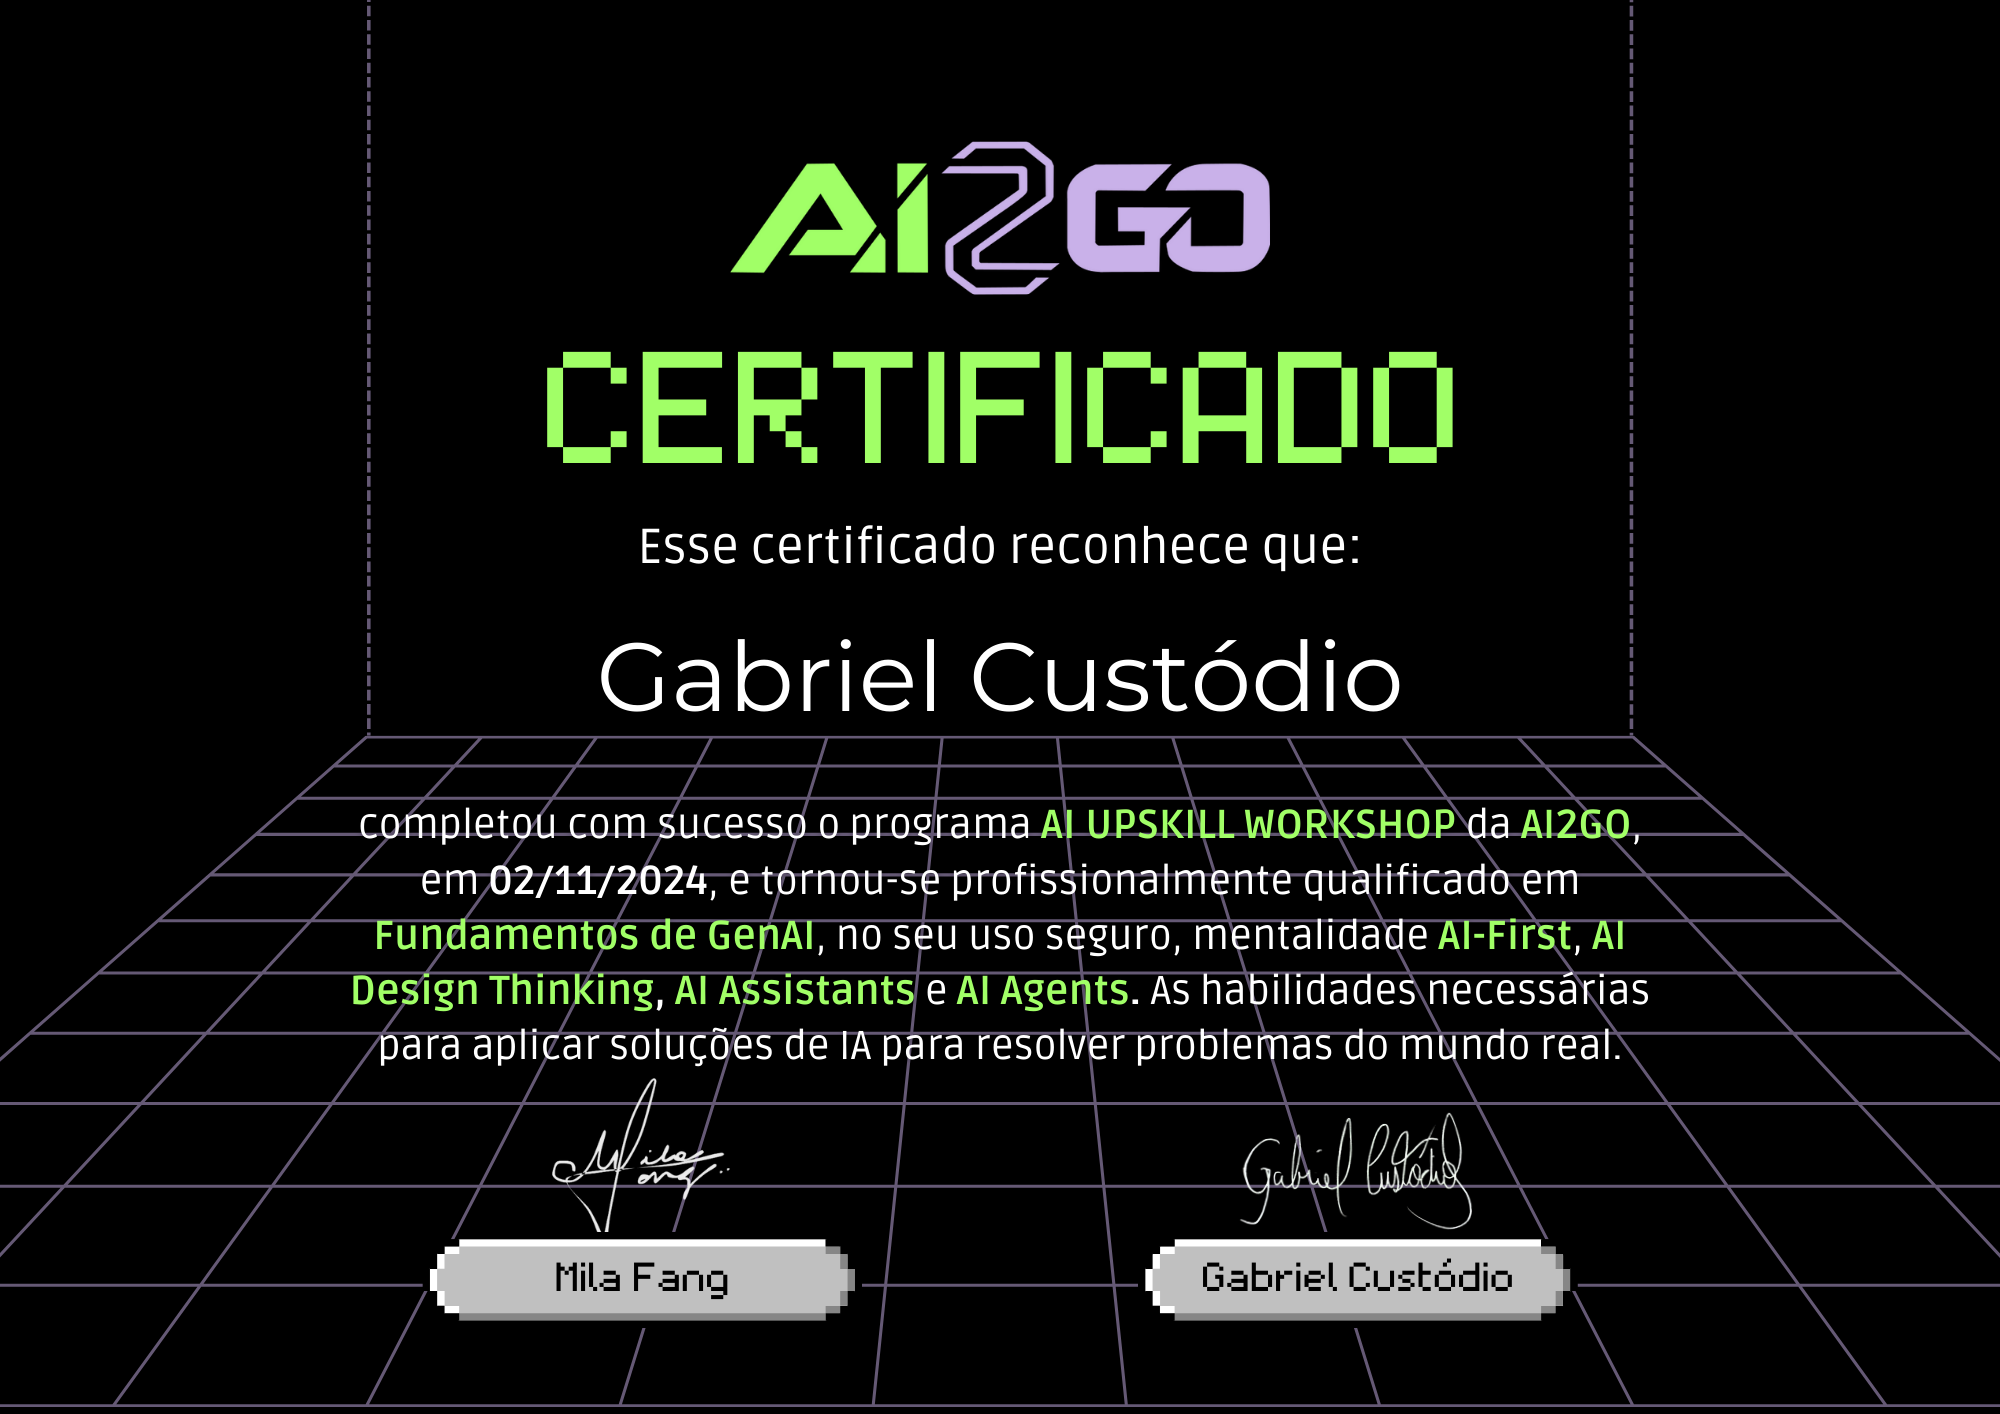 AI2GO
CERTIFICADO
Esse certificado reconhece que:
Gabriel Custódio
completou com sucesso o programa AI UPSKILL WORKSHOP da AI2GO,
em 02/11/2024, e tornou-se profissionalmente qualificado em
Fundamentos de GenAI, no seu uso seguro, mentalidade AI-First, AI
Design Thinking, AI Assistants e AI Agents. As habilidades necessárias
para aplicar soluções de IA para resolver problemas do mundo real.
Mila Fang
Gabriel Custódio
Mila Fang
Gabriel Custódio